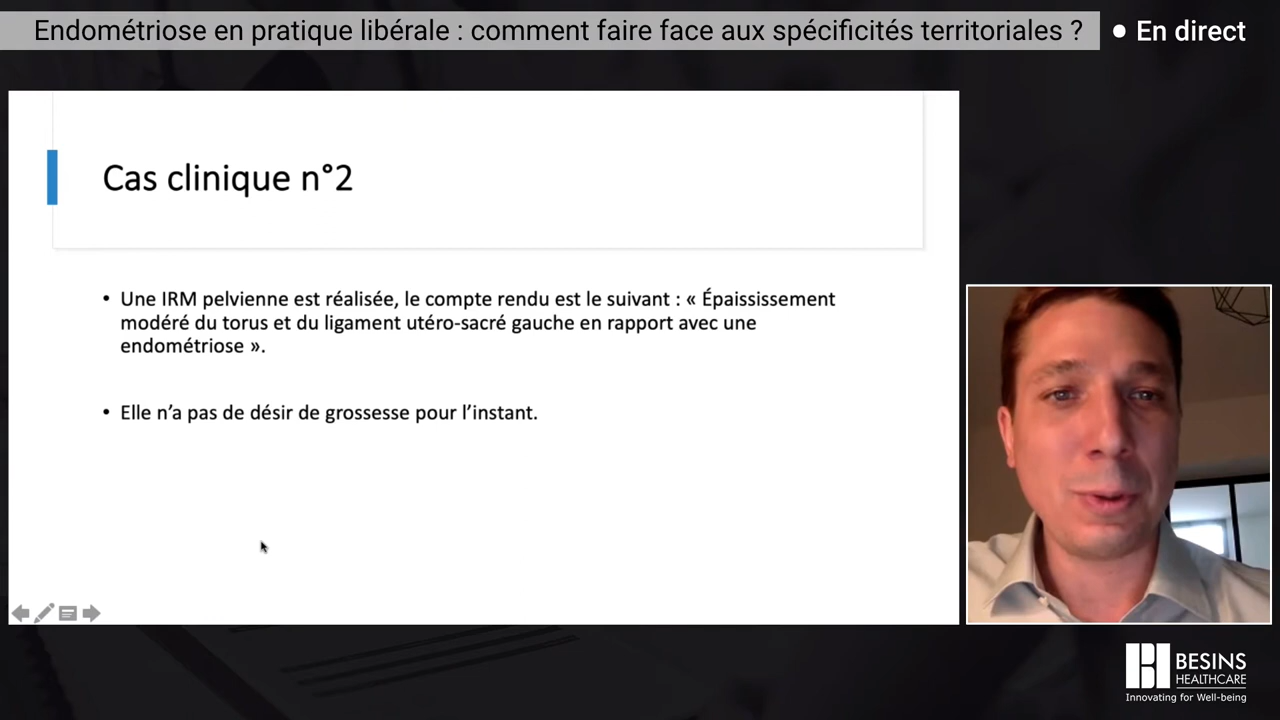 Endométriose en pratique libérale : comment faire face aux spécificités territoriales ?
En direct
Cas clinique n°2
• Une IRM pelvienne est réalisée, le compte rendu est le suivant : « Épaississement
modéré du torus et du ligament utéro-sacré gauche en rapport avec une
endométriose ».
• Elle n’a pas de désir de grossesse pour l’instant.
BESINS
HEALTHCARE
Innovating for Well-being